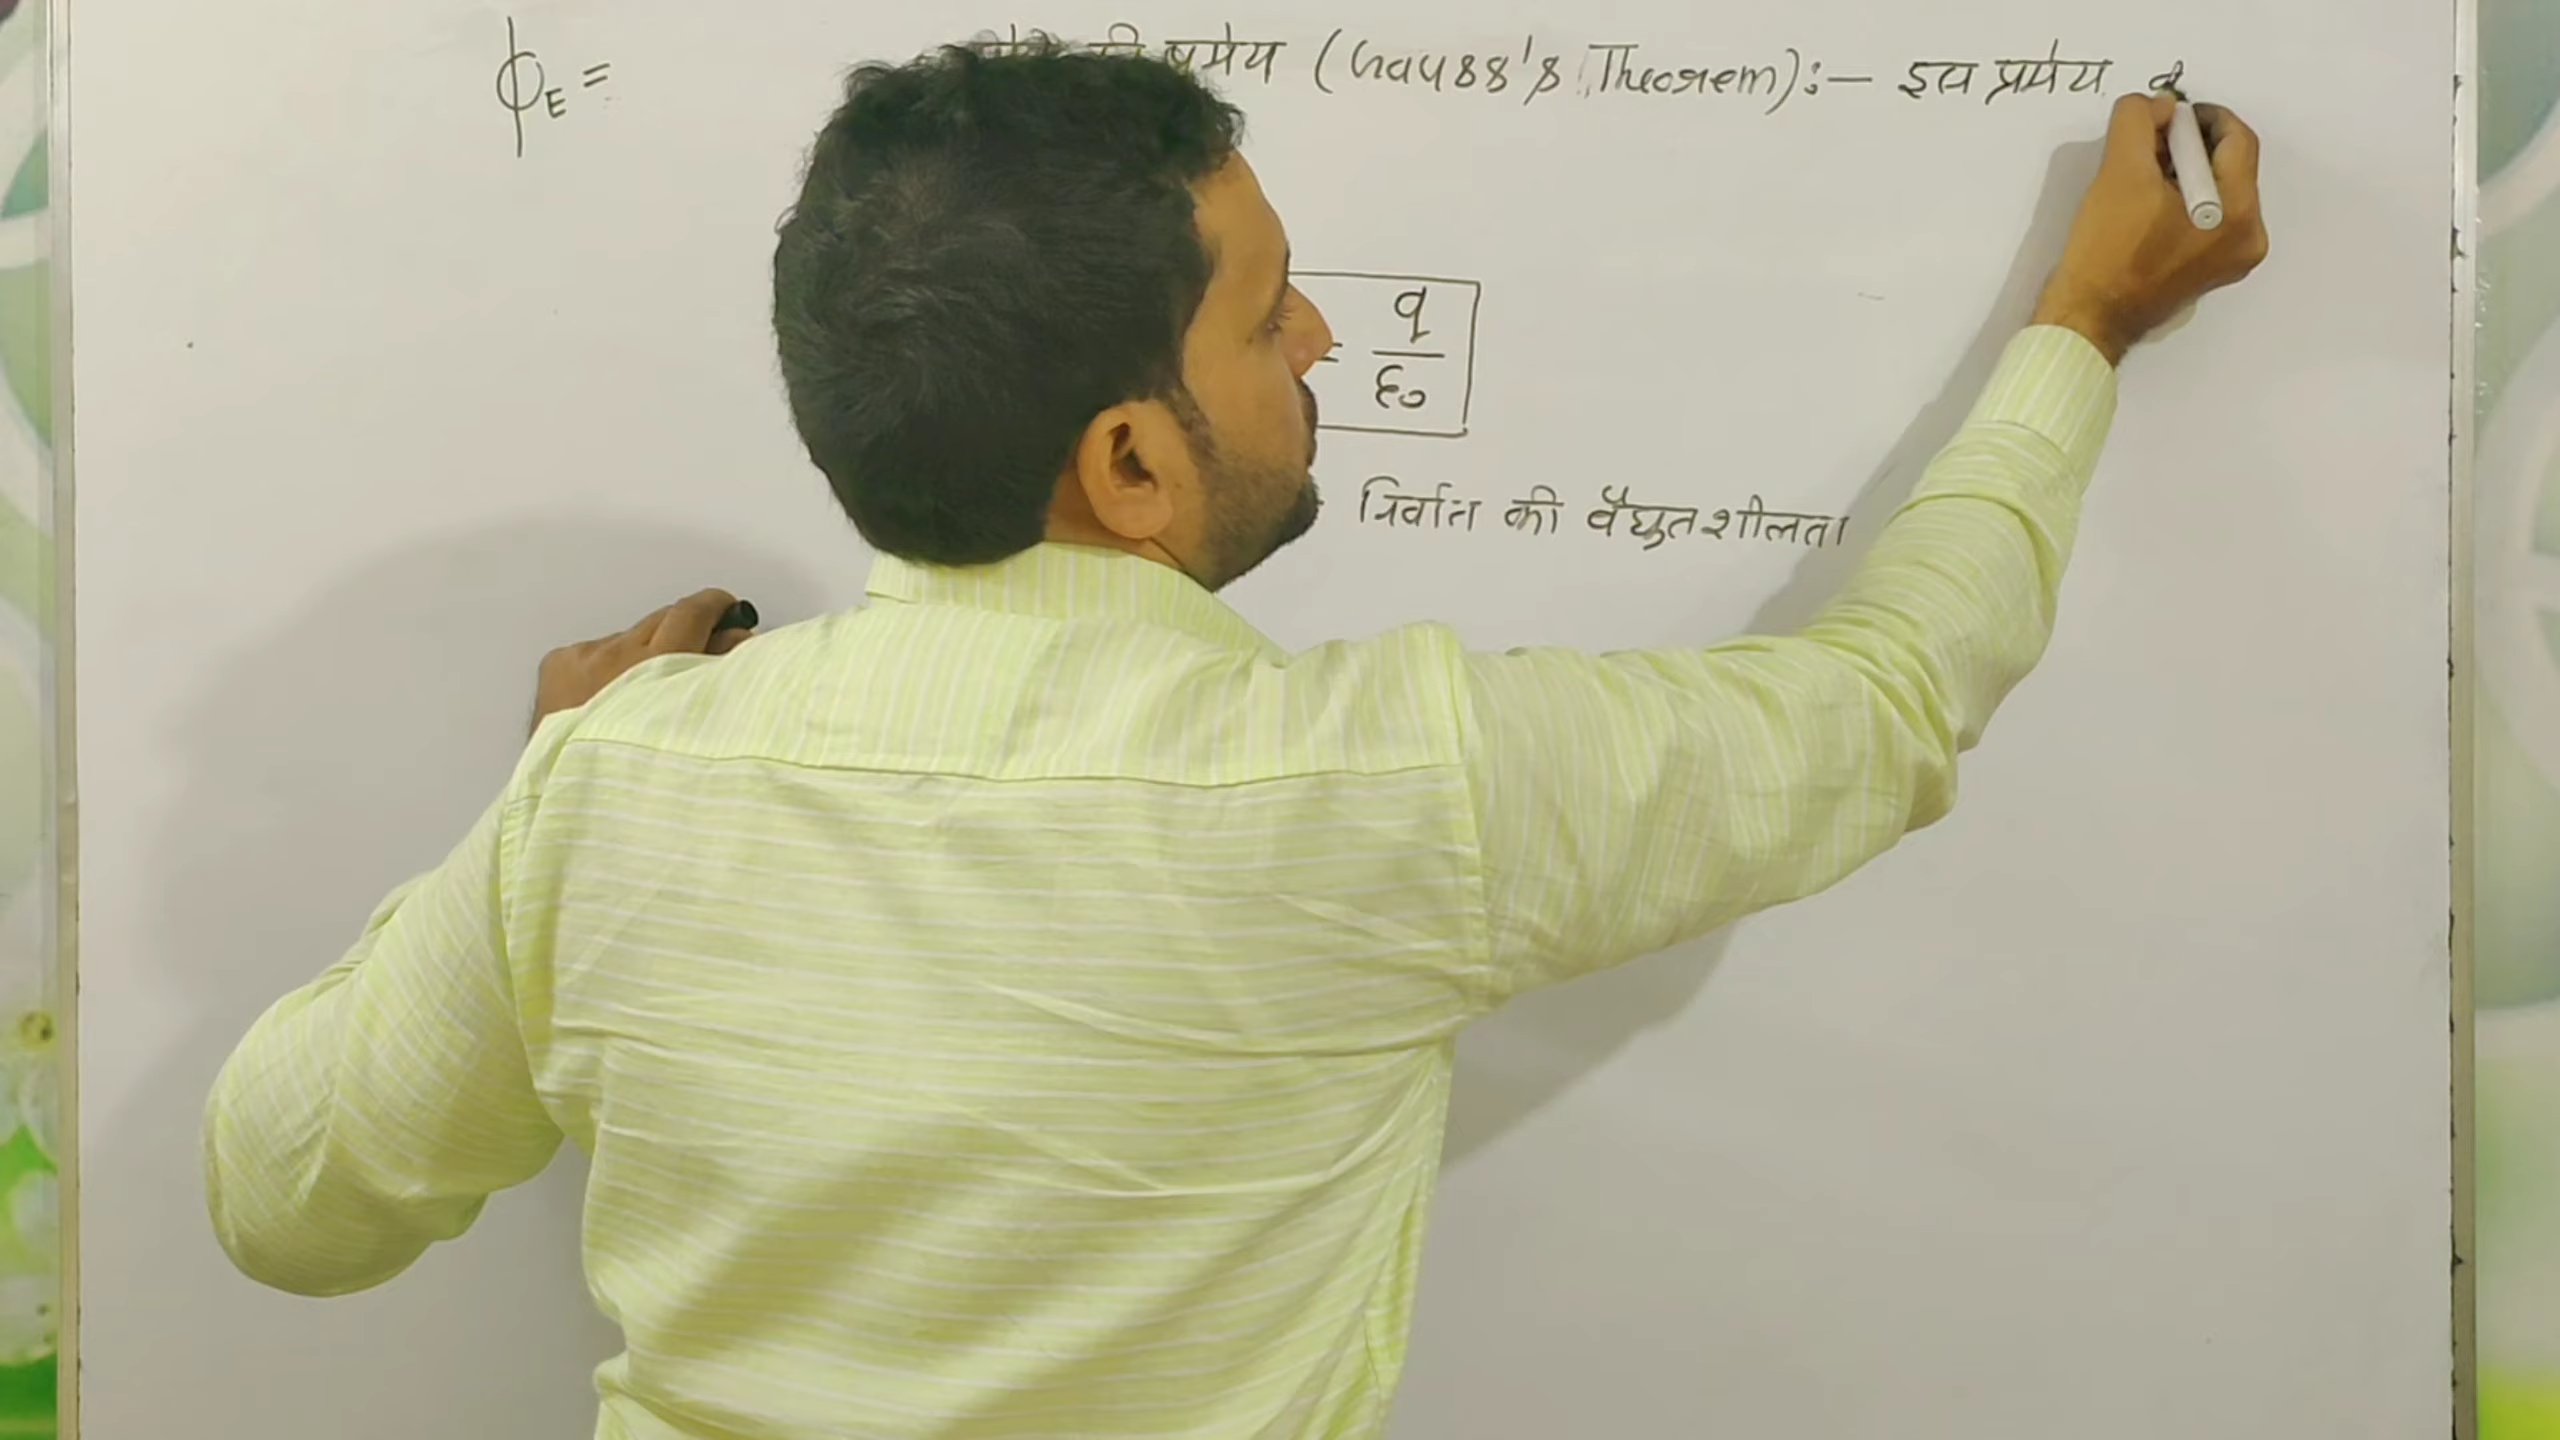 ϕE =
की प्रमेय (Gauss's Theorem):- इस प्रमेय
= q/ε₀
निर्वात की वैद्युतशीलता